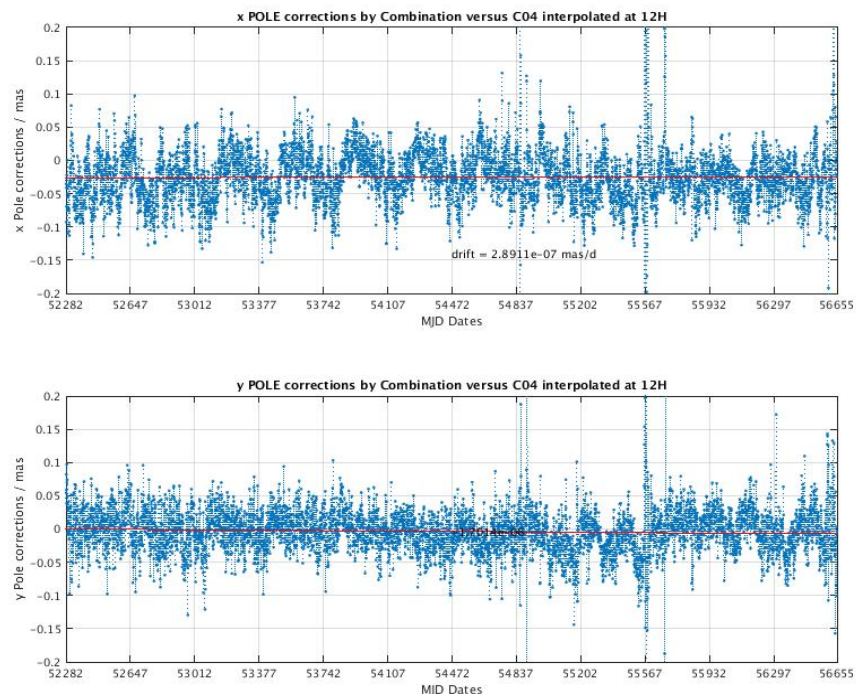 x POLE corrections by Combination versus C04 interpolated at 12H
x Pole corrections / mas
0.2
0.15
0.1
0.05
0
−0.05
−0.1
−0.15
−0.2
drift = 2.8911e-07 mas/d
52282 52647 53012 53377 53742 54107 54472 54837 55202 55567 55932 56297 56655
MJD Dates
y POLE corrections by Combination versus C04 interpolated at 12H
y Pole corrections / mas
0.2
0.15
0.1
0.05
0
−0.05
−0.1
−0.15
−0.2
52282 52647 53012 53377 53742 54107 54472 54837 55202 55567 55932 56297 56655
MJD Dates